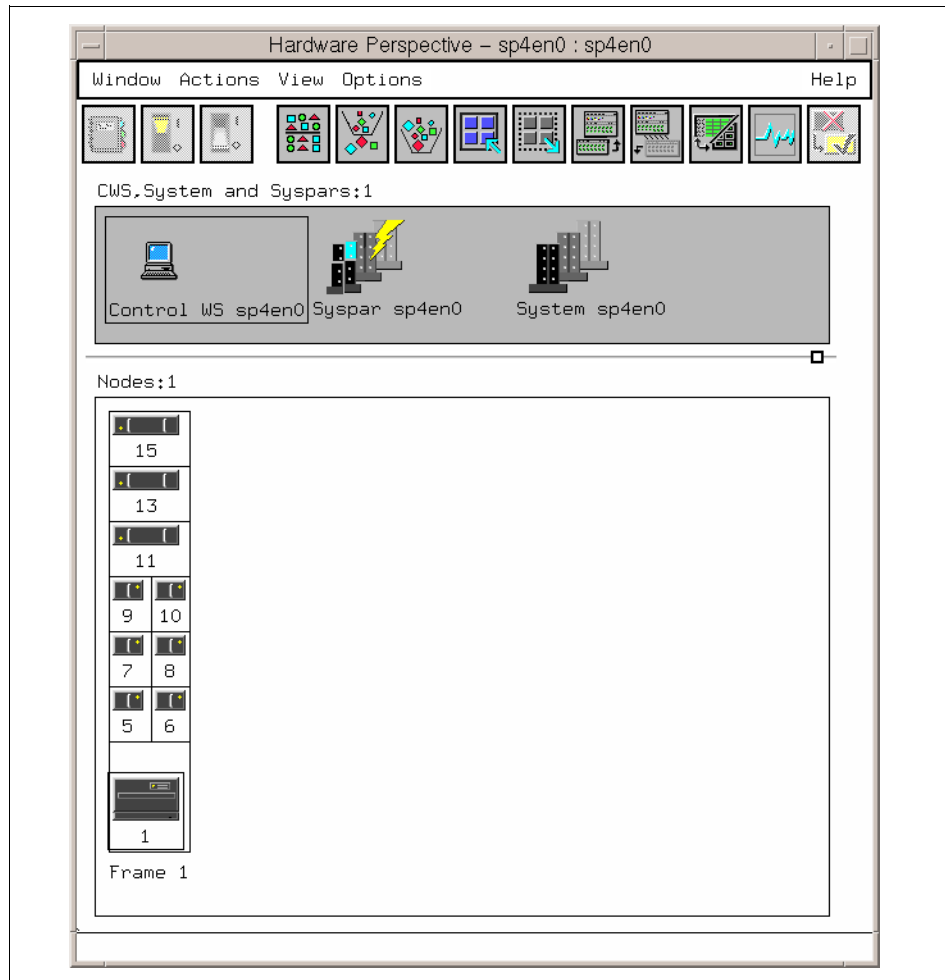 Hardware Perspective – sp4en0 : sp4en0
Window Actions View Options Help
CWS,System and Syspars:1
Control WS sp4en0 Syspar sp4en0 System sp4en0
Nodes:1
15
13
11
9 10
7 8
5 6
1
Frame 1